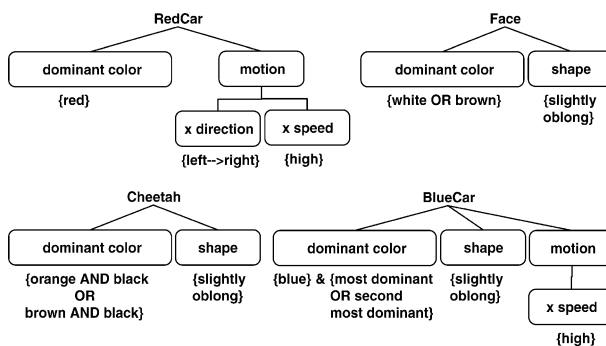 RedCar
dominant color
motion
{red}
x direction
x speed
{left-->right}
{high}
Face
dominant color
shape
{white OR brown}
{slightly
oblong}
Cheetah
dominant color
shape
{orange AND black
OR
brown AND black}
{slightly
oblong}
BlueCar
dominant color
shape
motion
{blue} & {most dominant
OR second
most dominant}
{slightly
oblong}
x speed
{high}